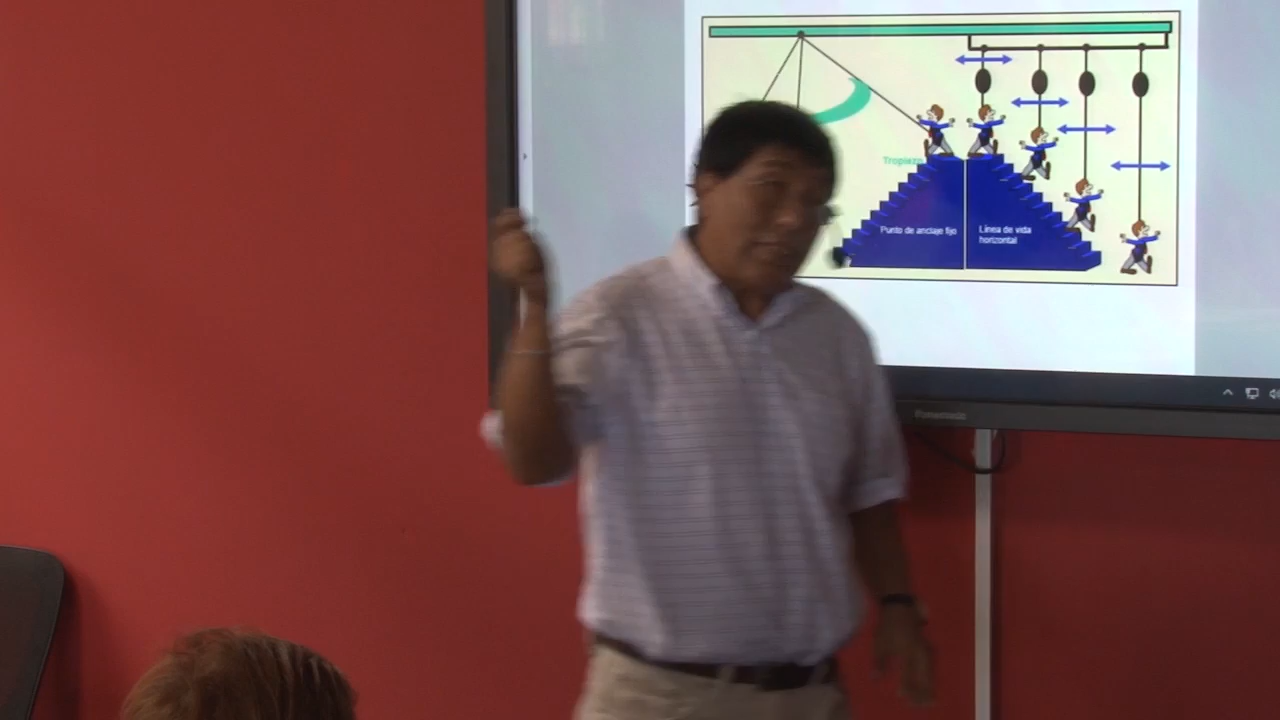 Tropiezo
Punto de anclaje fijo
Línea de vida
horizontal
Panasonic